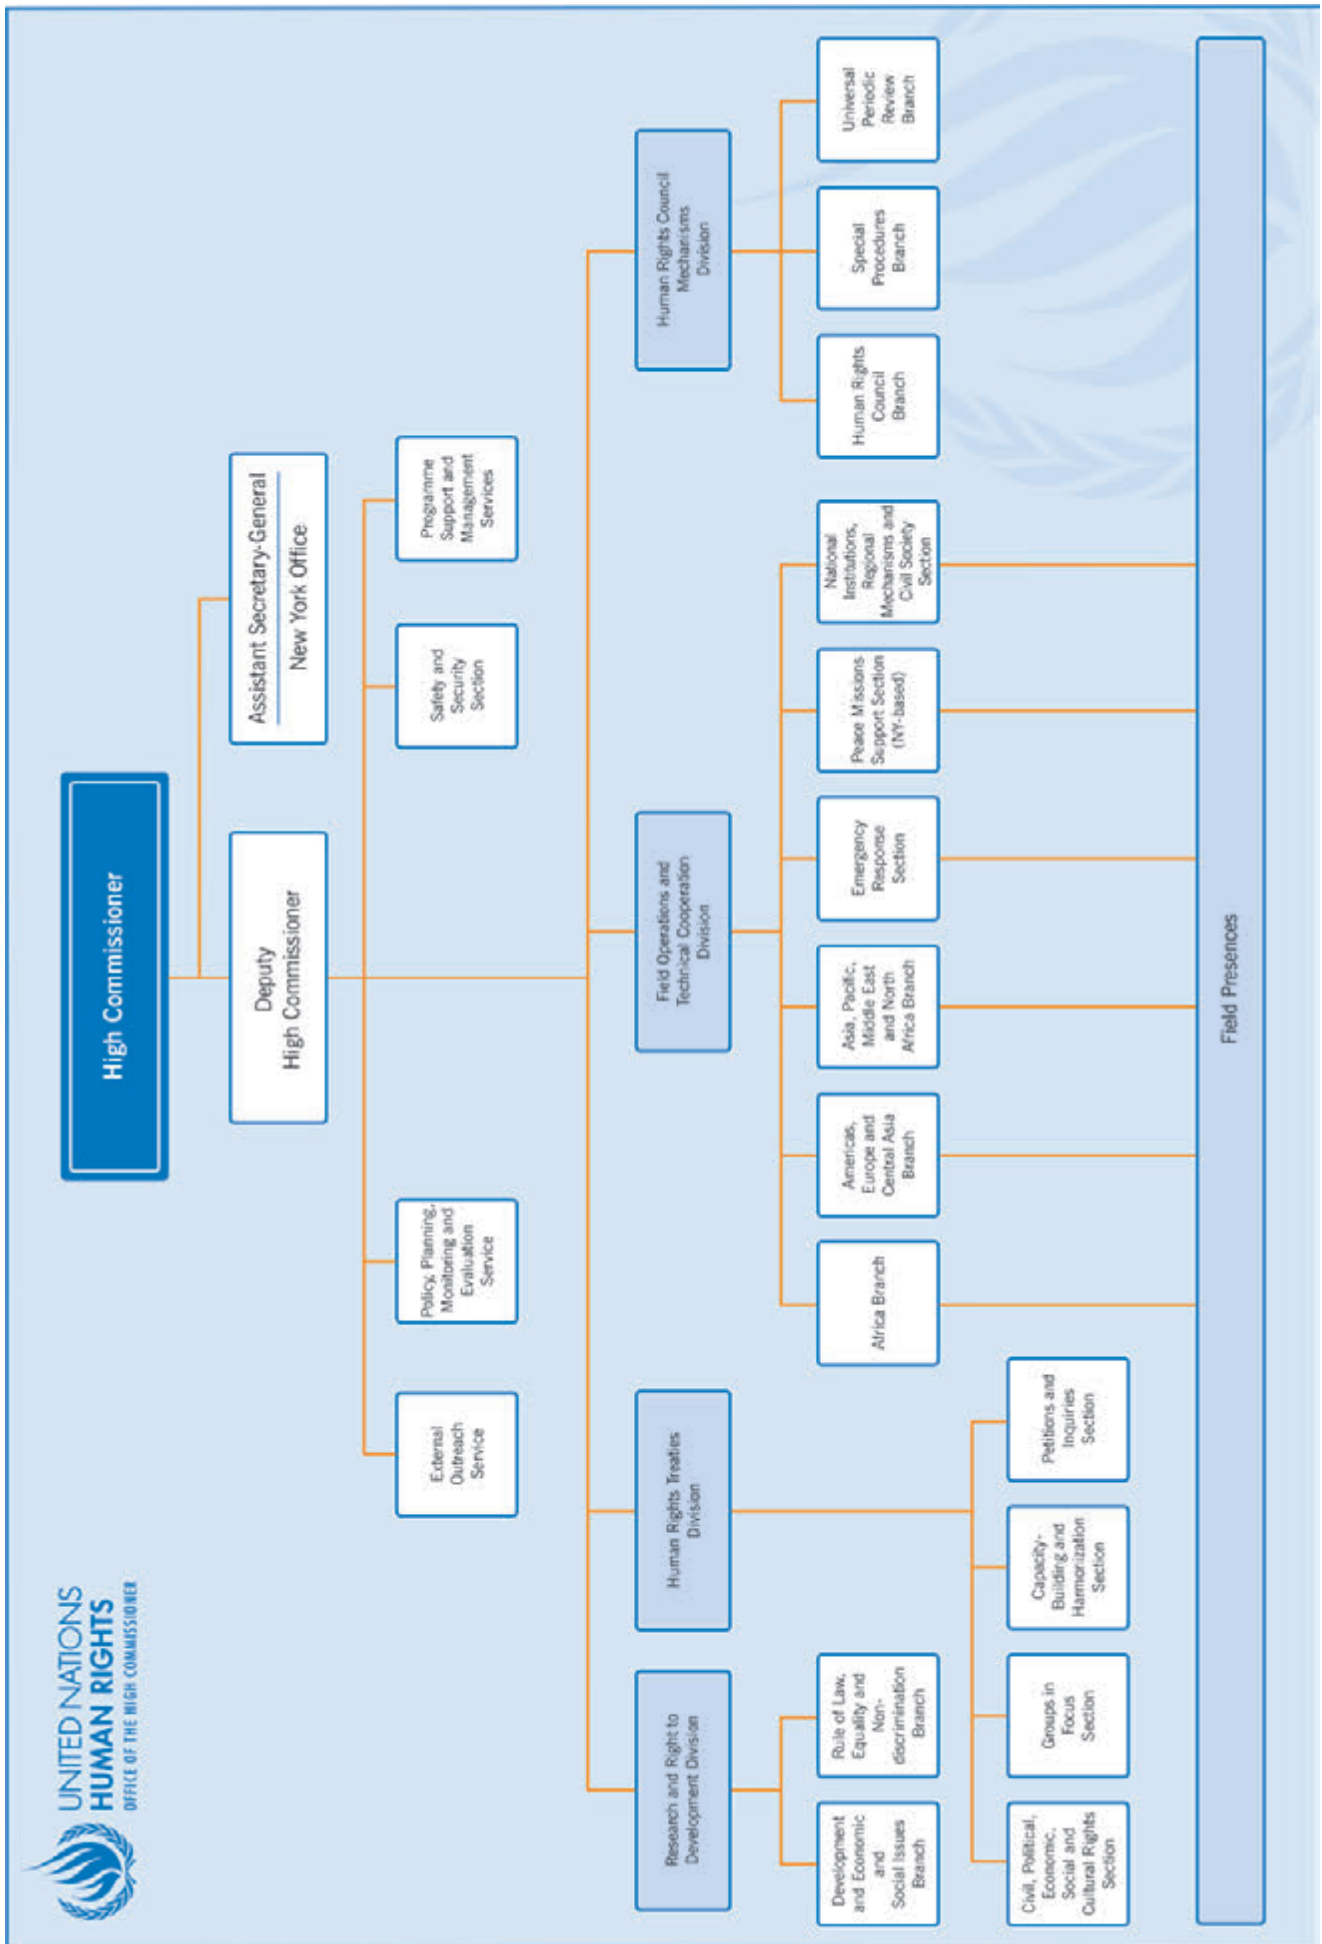 UNITED NATIONS
HUMAN RIGHTS
OFFICE OF THE HIGH COMMISSIONER
High Commissioner
Deputy
High Commissioner
Assistant Secretary-General
New York Office
External
Outreach
Service
Policy, Planning,
Monitoring and
Evaluation
Service
Safety and
Security
Section
Programme
Support and
Management
Services
Research and Right to
Development Division
Human Rights Treaties
Division
Field Operations and
Technical Cooperation
Division
Human Rights Council
Mechanisms
Division
Development
and Economic
and
Social Issues
Branch
Rule of Law,
Equality and
Non-
discrimination
Branch
Africa Branch
Americas,
Europe and
Central Asia
Branch
Asia, Pacific,
Middle East
and North
Africa Branch
Emergency
Response
Section
Peace Missions
Support Section
(NY-based)
National
Institutions,
Regional
Mechanisms and
Civil Society
Section
Human Rights
Council
Branch
Special
Procedures
Branch
Universal
Periodic
Review
Branch
Civil, Political,
Economic,
Social and
Cultural Rights
Section
Groups in
Focus
Section
Capacity-
Building and
Harmonization
Section
Petitions and
Inquiries
Section
Field Presences